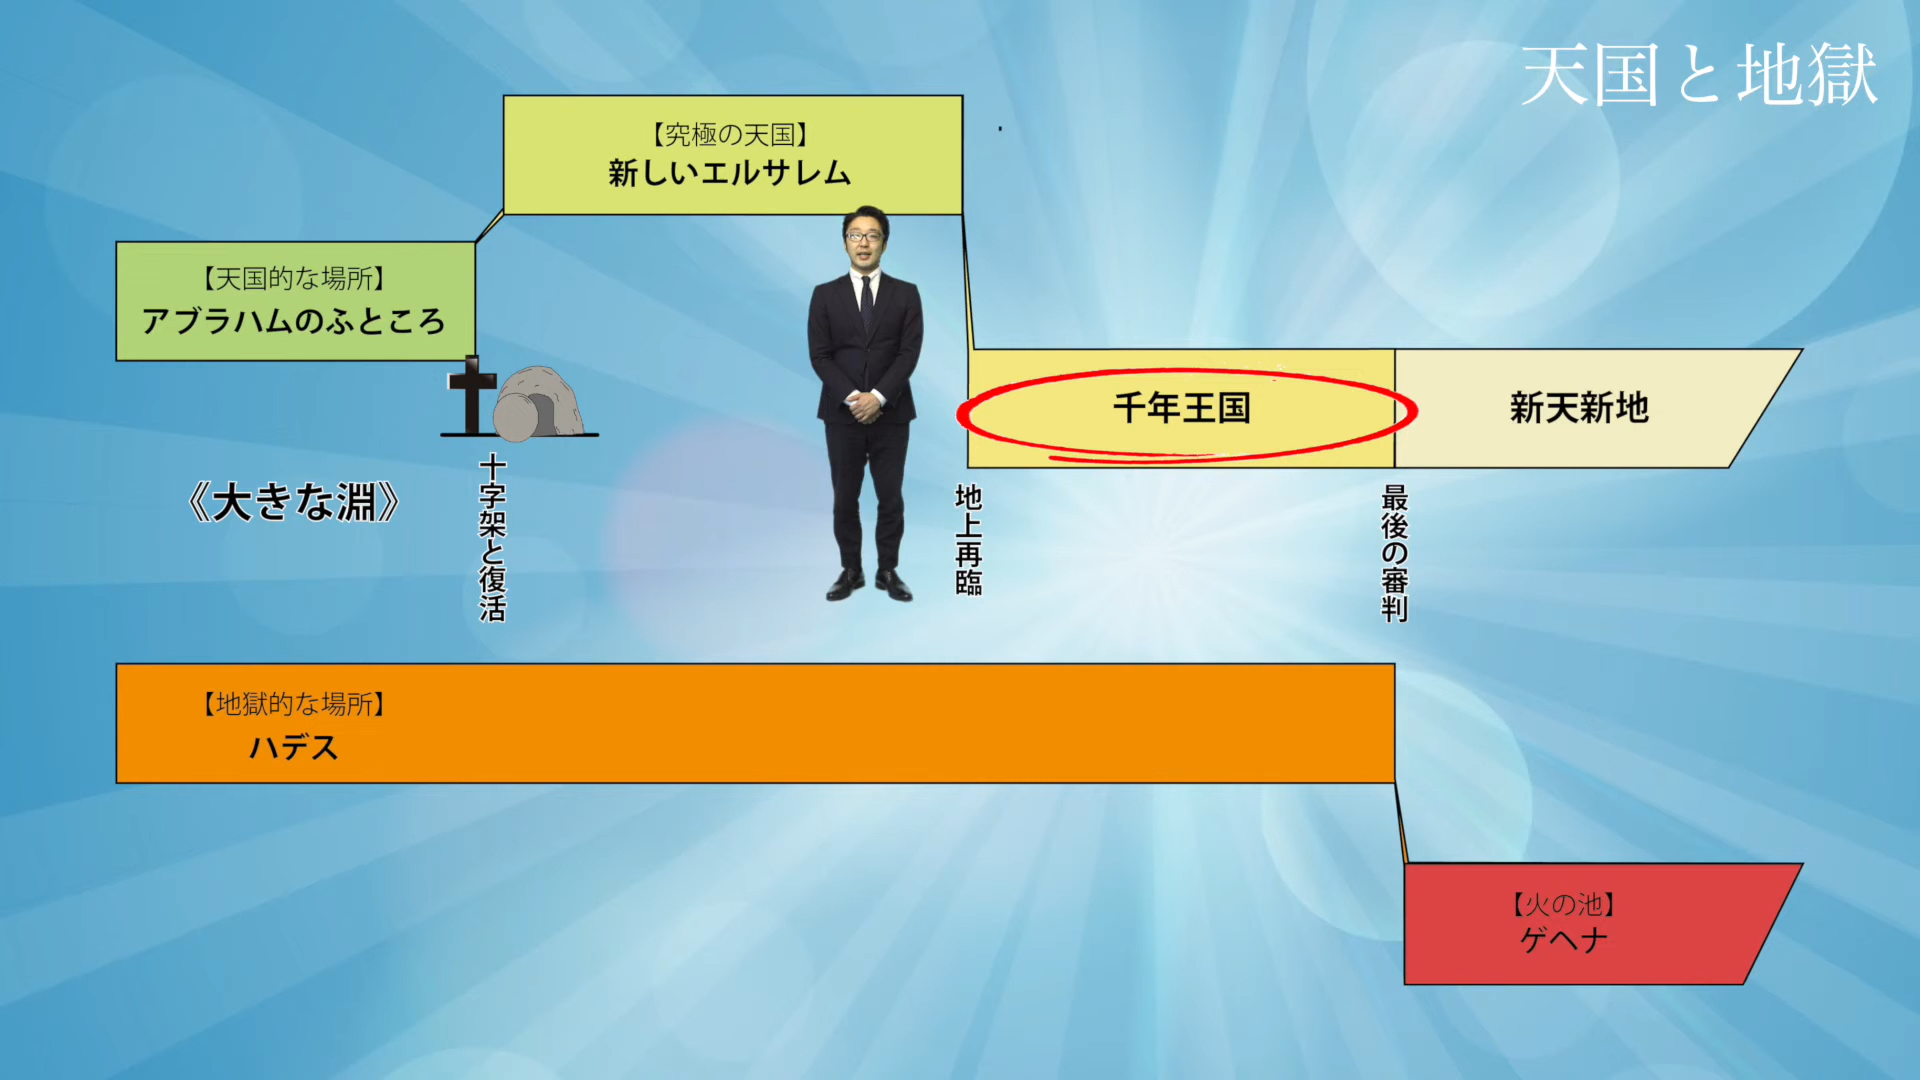 天国と地獄
【究極の天国】
新しいエルサレム
【天国的な場所】
アブラハムのふところ
千年王国
新天新地
《大きな淵》
十字架と復活
地上再臨
最後の審判
【地獄的な場所】
ハデス
【火の池】
ゲヘナ